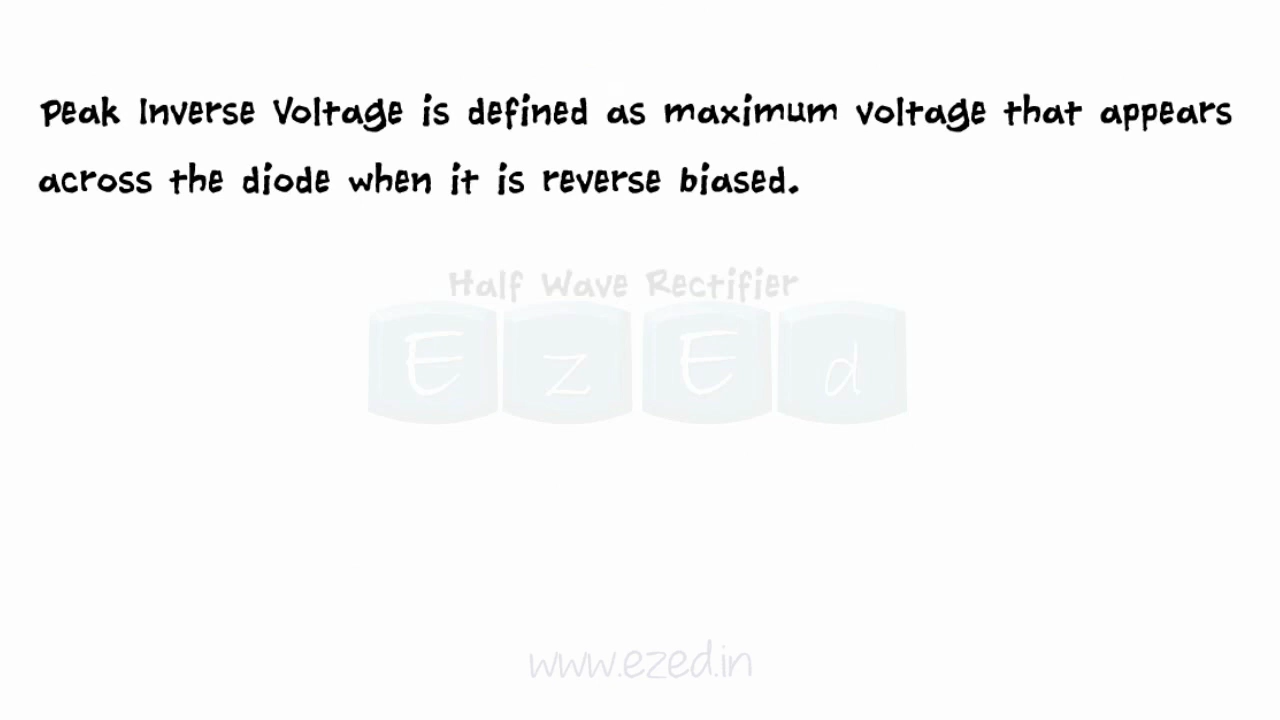 Peak Inverse Voltage is defined as maximum voltage that appears
across the diode when it is reverse biased.
Half Wave Rectifier
EzEd
www.ezed.in